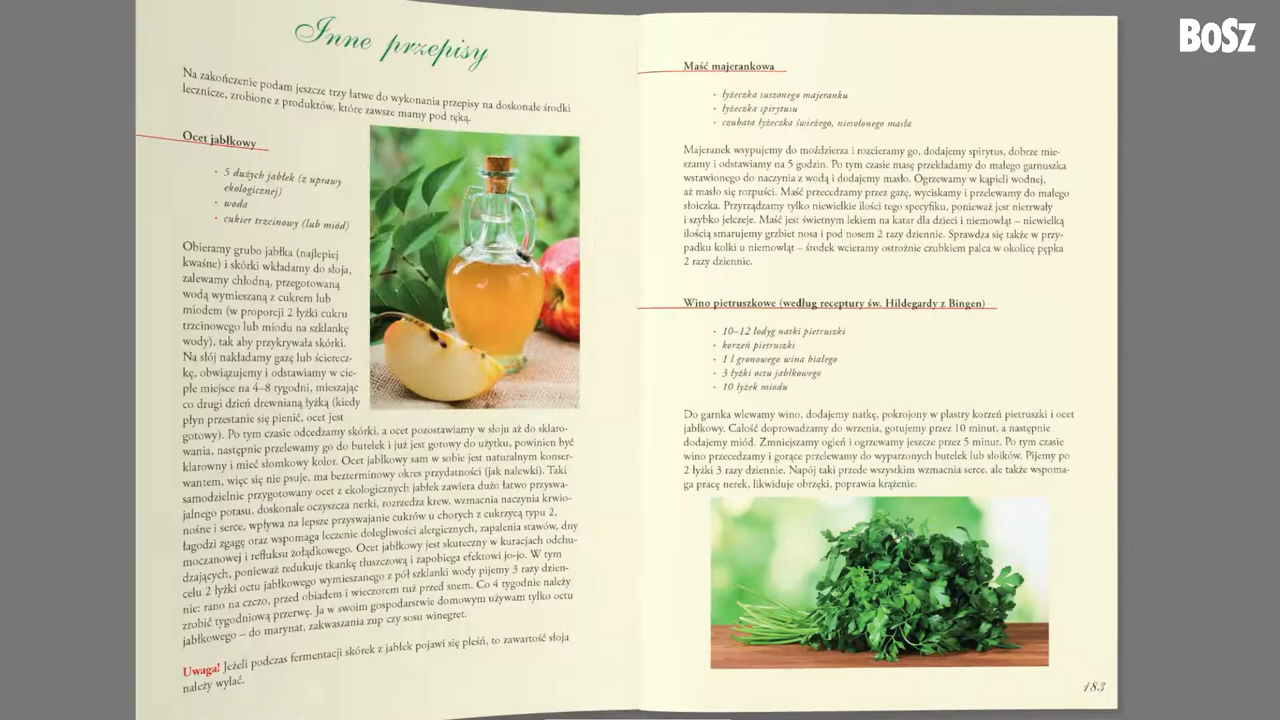 Inne przepisy
Na zakończenie podam jeszcze trzy łatwe do wykonania przepisy na doskonałe środki
lecznicze, zrobione z produktów, które zawsze mamy pod ręką.
Ocet jabłkowy
• 5 dużych jabłek (z uprawy
ekologicznej)
• woda
• cukier trzcinowy (lub miód)
Obieramy grubo jabłka (najlepiej
kwaśne) i skórki wkładamy do słoja,
zalewamy chłodną, przegotowaną
wodą wymieszaną z cukrem lub
miodem (w proporcji 2 łyżki cukru
trzcinowego lub miodu na szklankę
wody), tak aby przykrywała skórki.
Na słój nakładamy gazę lub ścierecz-
kę, obwiązujemy i odstawiamy w cie-
płe miejsce na 4–8 tygodni, mieszając
co drugi dzień drewnianą łyżką (kiedy
płyn przestanie się pienić, ocet jest
gotowy). Po tym czasie odcedzamy skórki, a ocet pozostawiamy w słoju aż do sklaro-
wania, następnie przelewamy go do butelek i już jest gotowy do użytku, powinien być
klarowny i mieć słomkowy kolor. Ocet jabłkowy sam w sobie jest naturalnym konser-
wantem, więc się nie psuje, ma bezterminowy okres przydatności (jak nalewki). Taki
samodzielnie przygotowany ocet z ekologicznych jabłek zawiera dużo łatwo przyswa-
jalnego potasu, doskonale oczyszcza nerki, rozrzedza krew, wzmacnia naczynia krwio-
nośne i serce, wpływa na lepsze przyswajanie cukrów u chorych z cukrzycą typu 2,
łagodzi zgagę oraz wspomaga leczenie dolegliwości alergicznych, zapalenia stawów, dny
moczanowej i refluksu żołądkowego. Ocet jabłkowy jest skuteczny w kuracjach odchu-
dzających, ponieważ redukuje tkankę tłuszczową i zapobiega efektowi jo-jo. W tym
celu 2 łyżki octu jabłkowego wymieszanego z pół szklanki wody pijemy 3 razy dzien-
nie: rano na czczo, przed obiadem i wieczorem tuż przed snem. Co 4 tygodnie należy
zrobić tygodniową przerwę. Ja w swoim gospodarstwie domowym używam tylko octu
jabłkowego – do marynat, zakwaszania zup czy sosu winegret.
Uwaga! Jeżeli podczas fermentacji skórek z jabłek pojawi się pleśń, to zawartość słoja
należy wylać.
Maść majerankowa
• łyżeczka suszonego majeranku
• łyżeczka spirytusu
• czubata łyżeczka świeżego, niesolonego masła
Majeranek wsypujemy do moździerza i rozcieramy go, dodajemy spirytus, dobrze mie-
szamy i odstawiamy na 5 godzin. Po tym czasie masę przekładamy do małego garnuszka
wstawionego do naczynia z wodą i dodajemy masło. Ogrzewamy w kąpieli wodnej,
aż masło się rozpuści. Maść przecedzamy przez gazę, wyciskamy i przelewamy do małego
słoiczka. Przyrządzamy tylko niewielkie ilości tego specyfiku, ponieważ jest nietrwały
i szybko jełczeje. Maść jest świetnym lekiem na katar dla dzieci i niemowląt – niewielką
ilością smarujemy grzbiet nosa i pod nosem 2 razy dziennie. Sprawdza się także w przy-
padku kolki u niemowląt – środek wcieramy ostrożnie czubkiem palca w okolicę pępka
2 razy dziennie.
Wino pietruszkowe (według receptury św. Hildegardy z Bingen)
• 10–12 łodyg natki pietruszki
• korzeń pietruszki
• 1 l gronowego wina białego
• 3 łyżki octu jabłkowego
• 10 łyżek miodu
Do garnka wlewamy wino, dodajemy natkę, pokrojony w plastry korzeń pietruszki i ocet
jabłkowy. Całość doprowadzamy do wrzenia, gotujemy przez 10 minut, a następnie
dodajemy miód. Zmniejszamy ogień i ogrzewamy jeszcze przez 5 minut. Po tym czasie
wino przecedzamy i gorące przelewamy do wyparzonych butelek lub słoików. Pijemy po
2 łyżki 3 razy dziennie. Napój taki przede wszystkim wzmacnia serce, ale także wspoma-
ga pracę nerek, likwiduje obrzęki, poprawia krążenie.
183
BOSZ